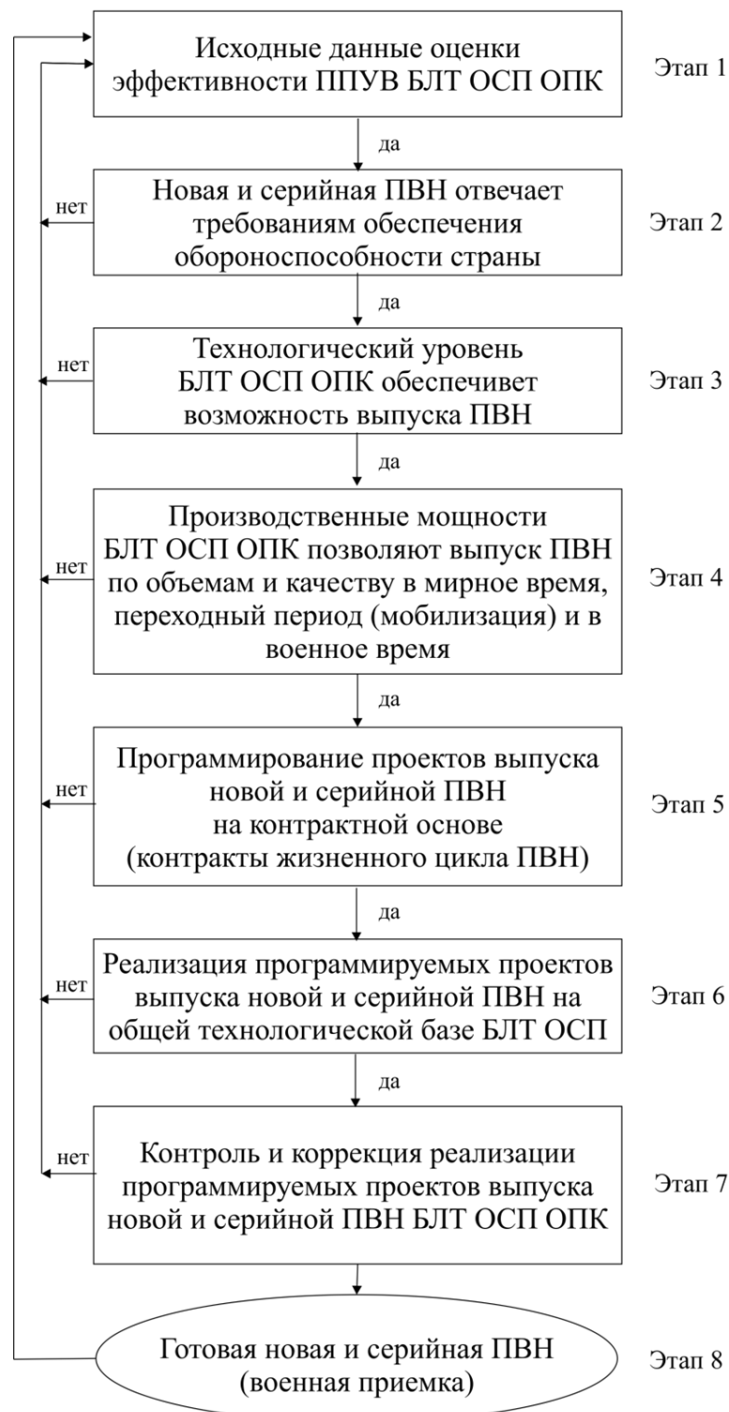 Исходные данные оценки
эффективности ППУВ БЛТ ОСП ОПК
Этап 1
да
Новая и серийная ПВН отвечает
требованиям обеспечения
обороноспособности страны
нет
Этап 2
да
Технологический уровень
БЛТ ОСП ОПК обеспечивет
возможность выпуска ПВН
нет
Этап 3
да
Производственные мощности
БЛТ ОСП ОПК позволяют выпуск ПВН
по объемам и качеству в мирное время,
переходный период (мобилизация) и в
военное время
нет
Этап 4
да
Программирование проектов выпуска
новой и серийной ПВН
на контрактной основе
(контракты жизненного цикла ПВН)
нет
Этап 5
да
Реализация программируемых проектов
выпуска новой и серийной ПВН на
общей технологической базе БЛТ ОСП
нет
Этап 6
да
Контроль и коррекция реализации
программируемых проектов выпуска
новой и серийной ПВН БЛТ ОСП ОПК
нет
Этап 7
Готовая новая и серийная ПВН
(военная приемка)
Этап 8